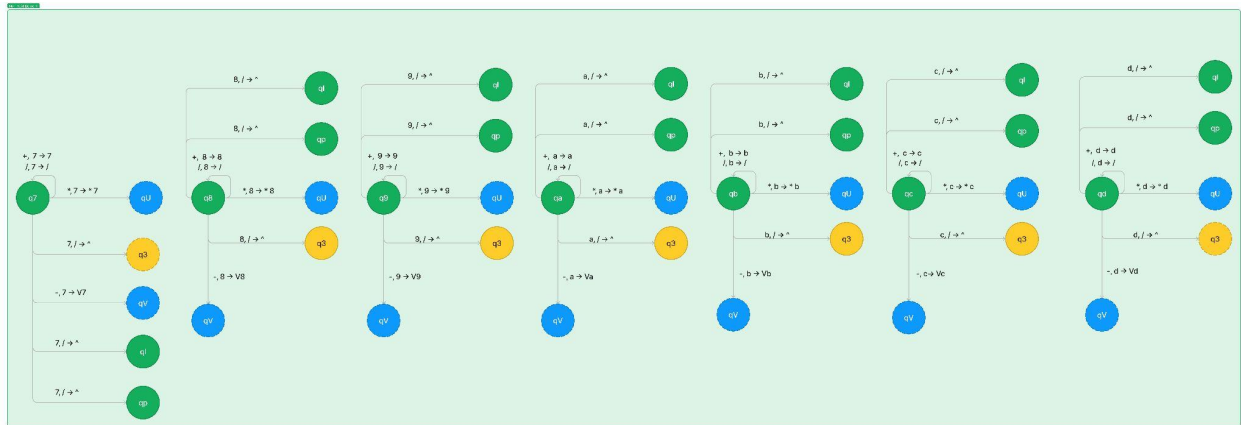 +, 7 → 7
/, 7 → /
q7
*, 7 → * 7
qU
7, / → ^
q3
-, 7 → V7
qV
7, / → ^
ql
7, / → ^
qp
8, / → ^
ql
8, / → ^
qp
+, 8 → 8
/, 8 → /
q8
*, 8 → * 8
qU
8, / → ^
q3
-, 8 → V8
qV
9, / → ^
ql
9, / → ^
qp
+, 9 → 9
/, 9 → /
q9
*, 9 → * 9
qU
9, / → ^
q3
-, 9 → V9
qV
a, / → ^
ql
a, / → ^
qp
+, a → a
/, a → /
qa
*, a → * a
qU
a, / → ^
q3
-, a → Va
qV
b, / → ^
ql
b, / → ^
qp
+, b → b
/, b → /
qb
*, b → * b
qU
b, / → ^
q3
-, b → Vb
qV
c, / → ^
ql
c, / → ^
qp
+, c → c
/, c → /
qc
*, c → * c
qU
c, / → ^
q3
-, c → Vc
qV
d, / → ^
ql
d, / → ^
qp
+, d → d
/, d → /
qd
*, d → * d
qU
d, / → ^
q3
-, d → Vd
qV